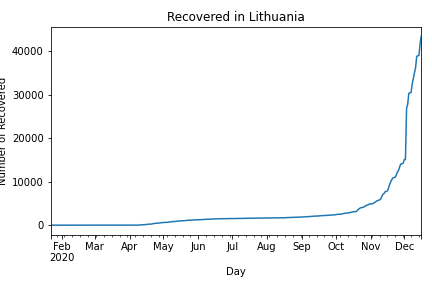 Recovered in Lithuania
Number of Recovered
40000
30000
20000
10000
0
Feb Mar Apr May Jun Jul Aug Sep Oct Nov Dec
2020
Day